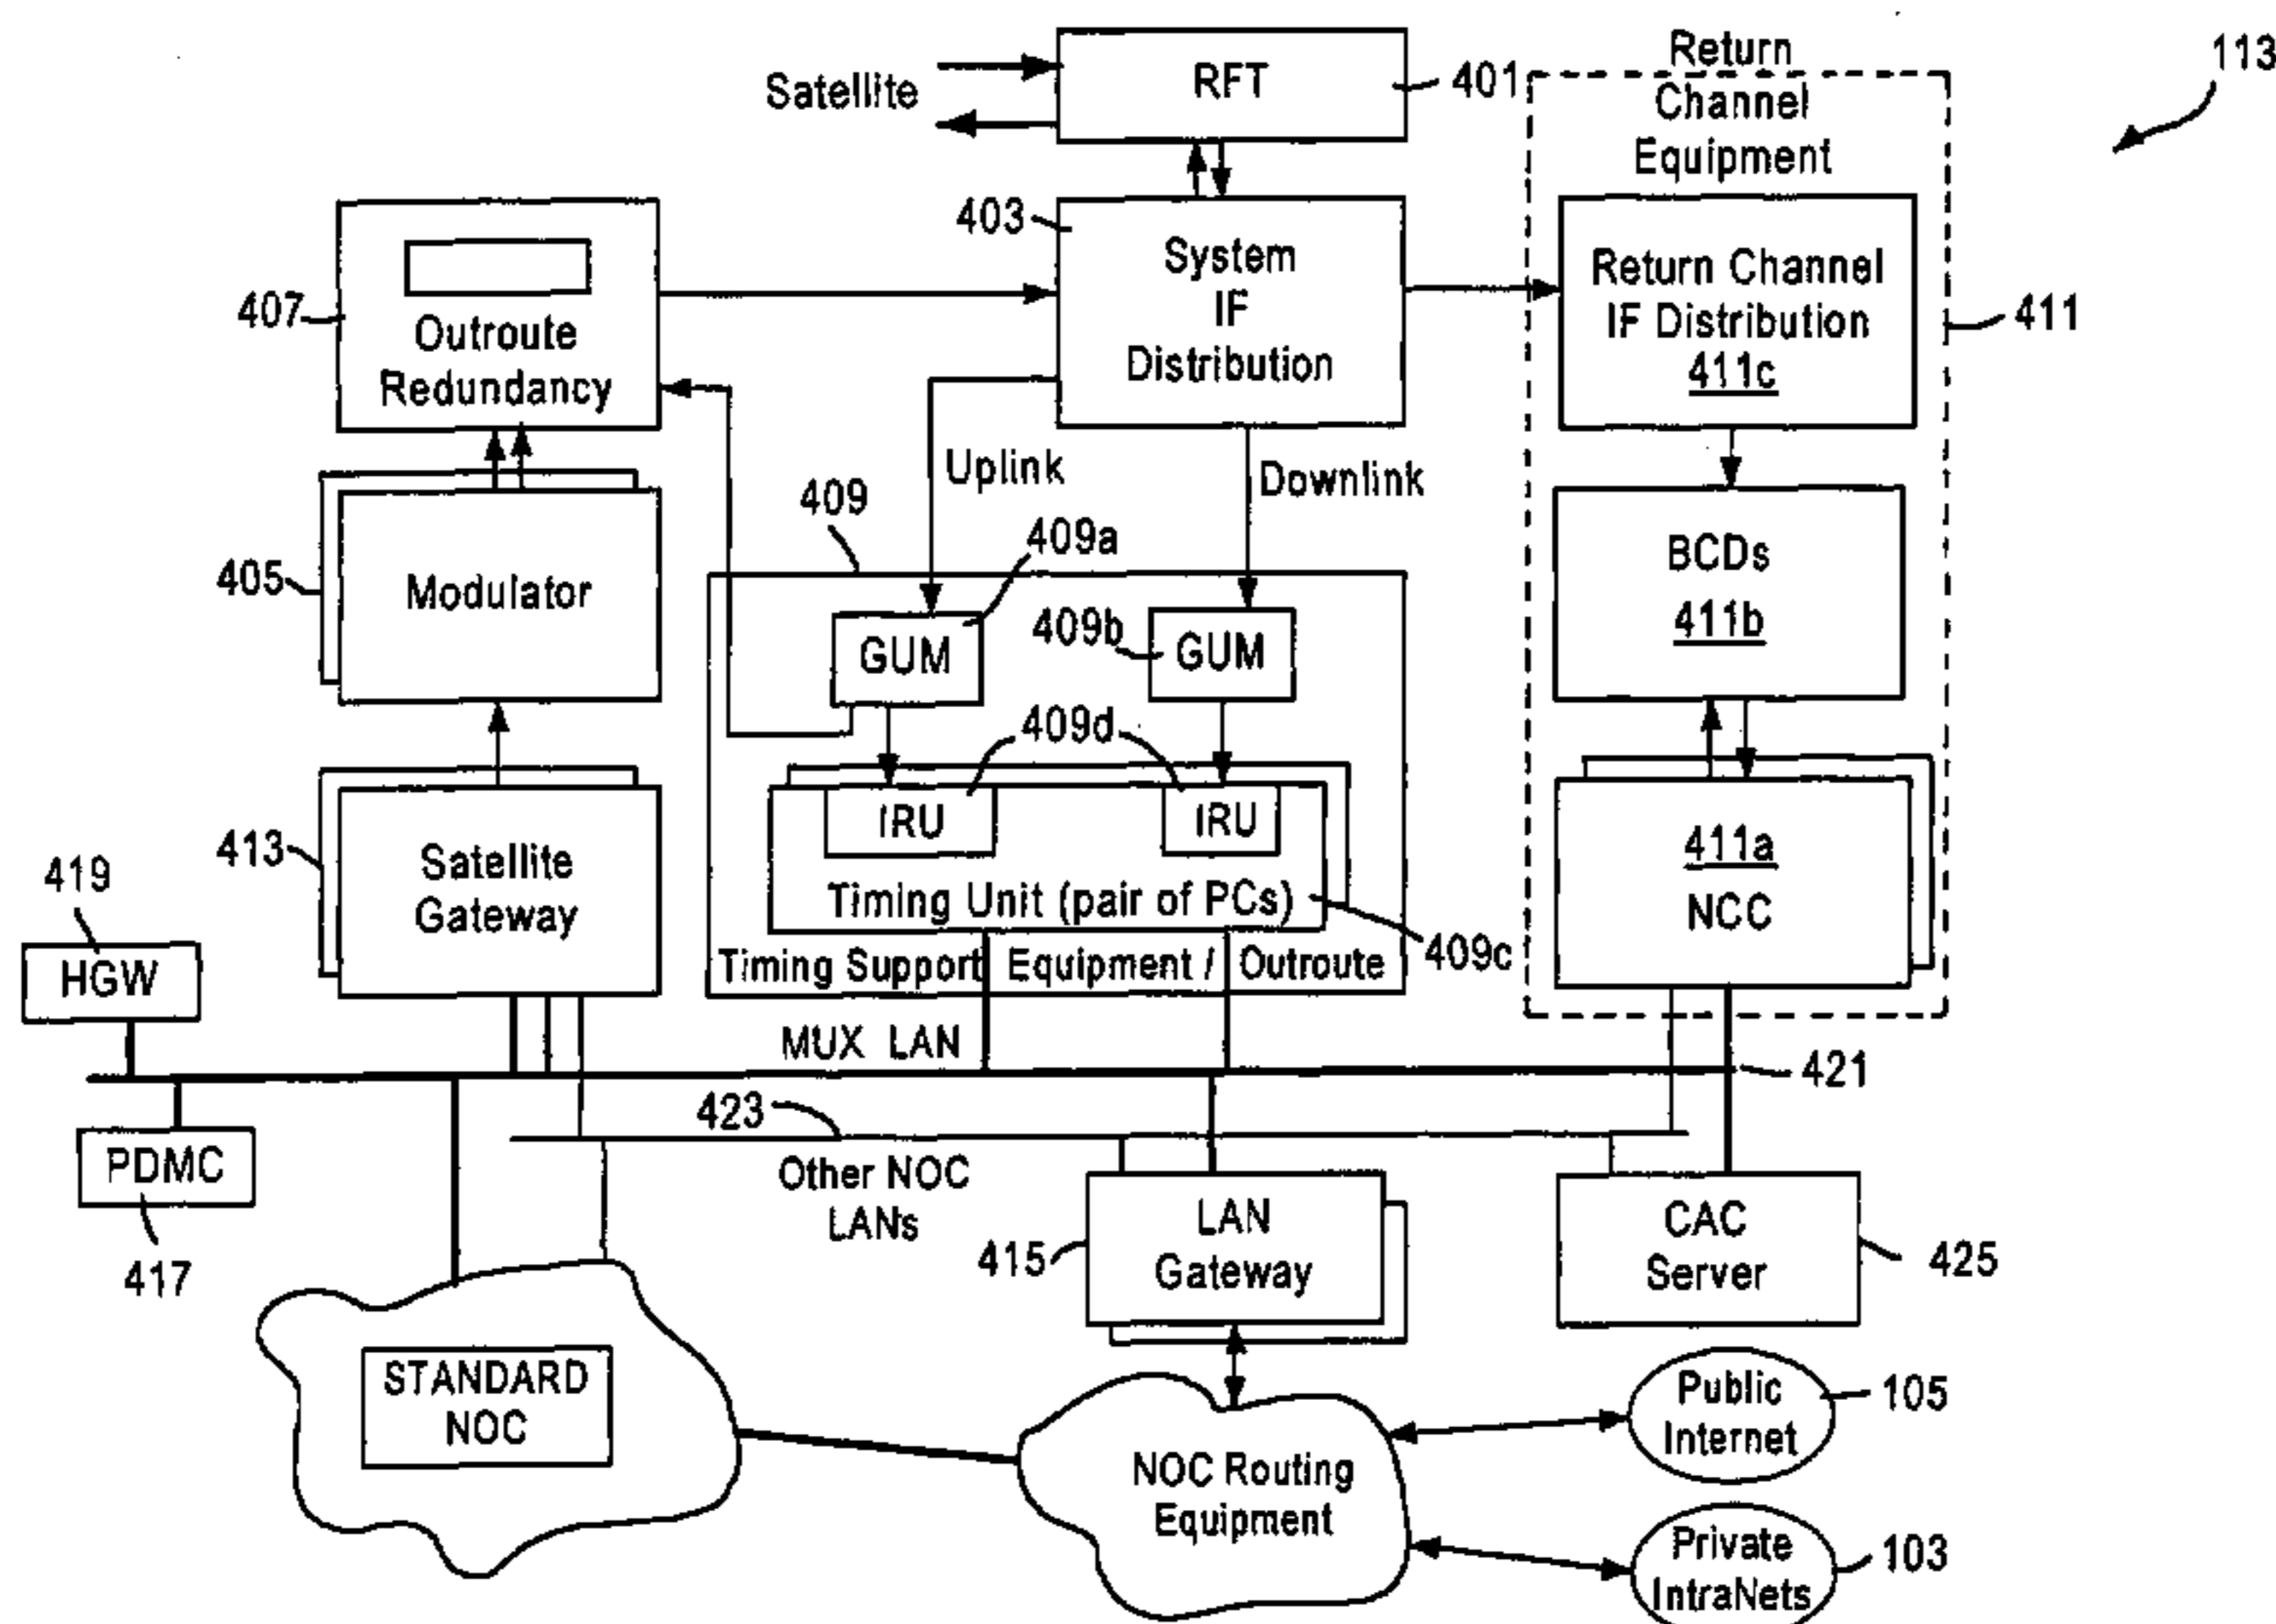 113
Return
Channel
Equipment
Satellite
RFT
401
403
System
IF
Distribution
Return Channel
IF Distribution
411c
411
407
Outroute
Redundancy
Uplink
Downlink
409
409a
409b
GUM
GUM
BCDs
411b
405
Modulator
409d
IRU
IRU
Timing Unit (pair of PCs)
409c
Timing Support Equipment / Outroute
411a
NCC
413
Satellite
Gateway
419
HGW
MUX LAN
421
423
PDMC
417
Other NOC
LANs
415
LAN
Gateway
CAC
Server
425
STANDARD
NOC
NOC Routing
Equipment
Public
Internet
105
Private
IntraNets
103